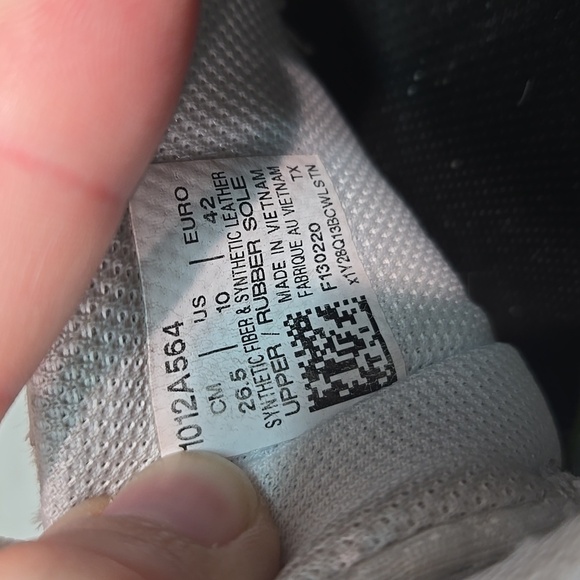 1012A564
CM | US | EURO
26.5 10 42
SYNTHETIC FIBER & SYNTHETIC LEATHER
UPPER / RUBBER SOLE
MADE IN VIETNAM
FABRIQUE AU VIETNAM TX
F130220
X1Y28Q13BCWLSTN